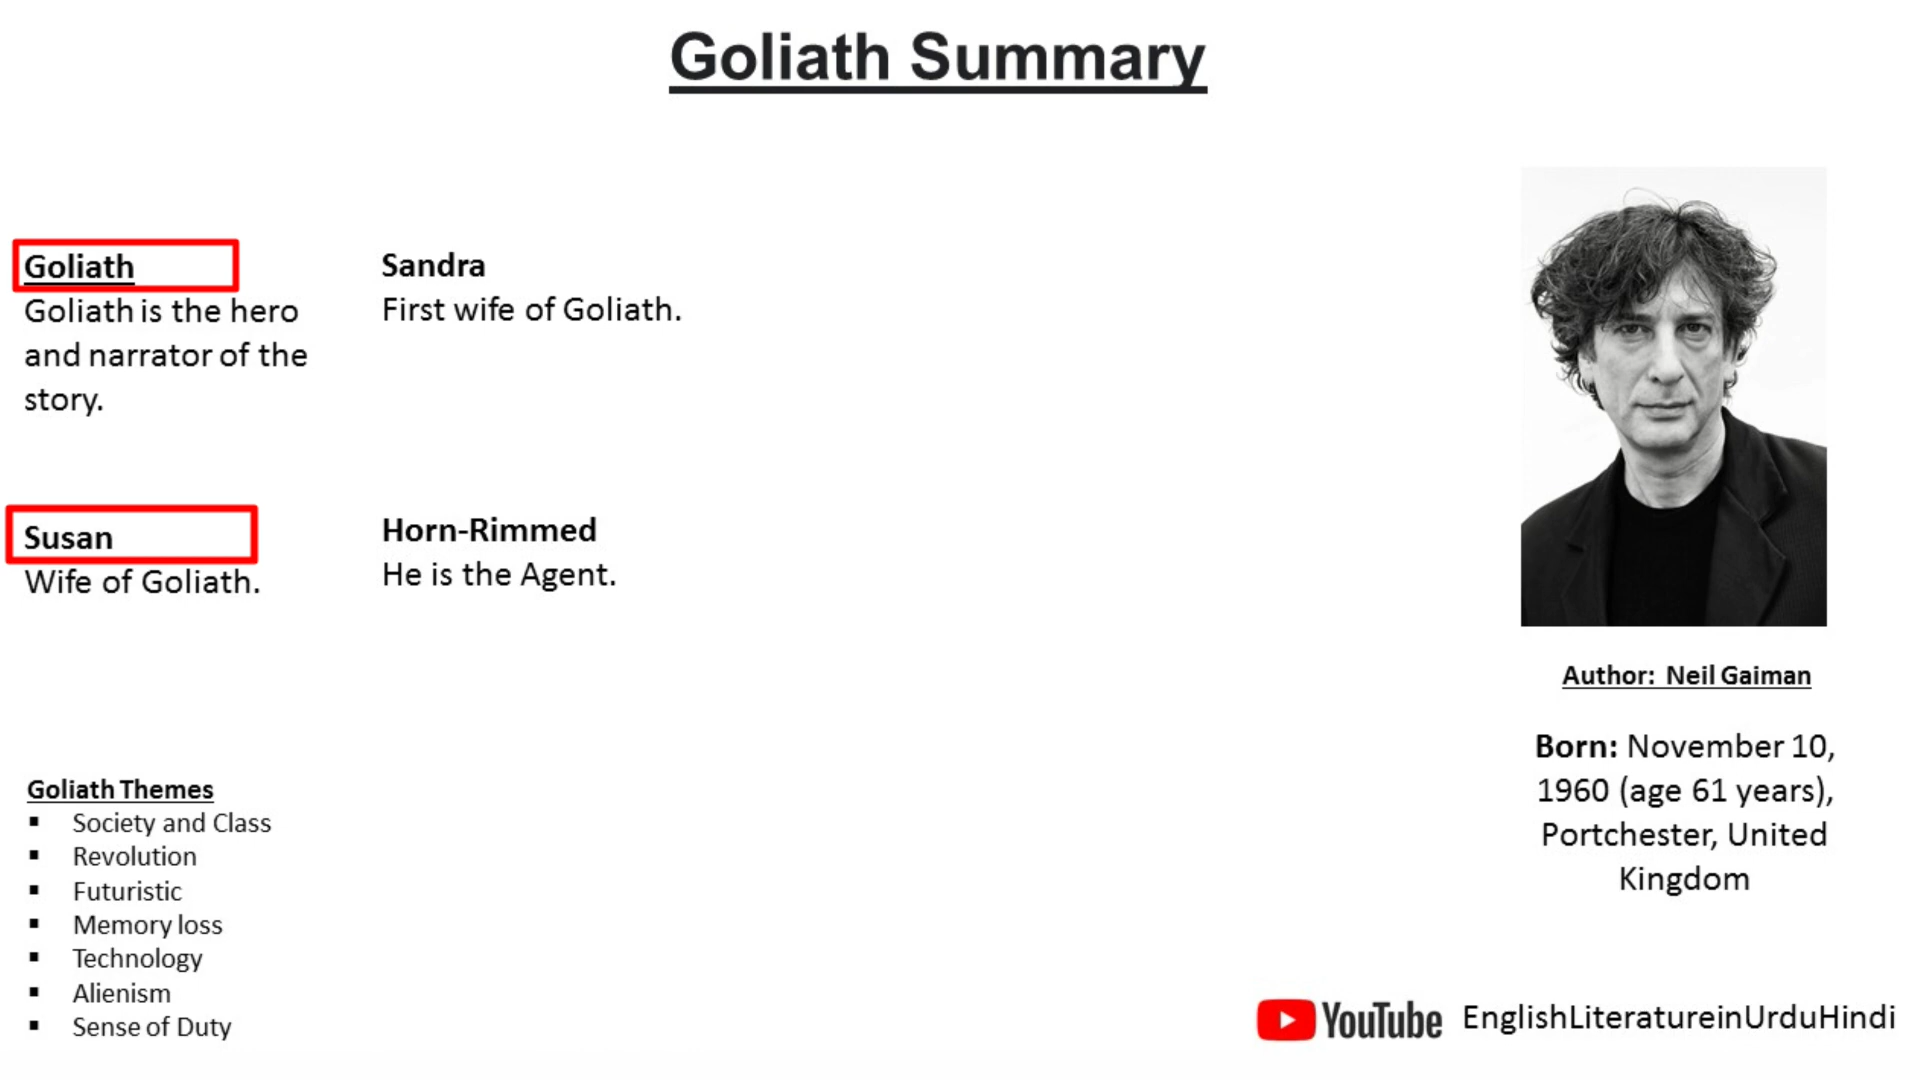 Goliath Summary
Goliath
Goliath is the hero
and narrator of the
story.
Sandra
First wife of Goliath.
Susan
Wife of Goliath.
Horn-Rimmed
He is the Agent.
Goliath Themes
▪ Society and Class
▪ Revolution
▪ Futuristic
▪ Memory loss
▪ Technology
▪ Alienism
▪ Sense of Duty
Author: Neil Gaiman
Born: November 10,
1960 (age 61 years),
Portchester, United
Kingdom
YouTube EnglishLiteratureinUrduHindi